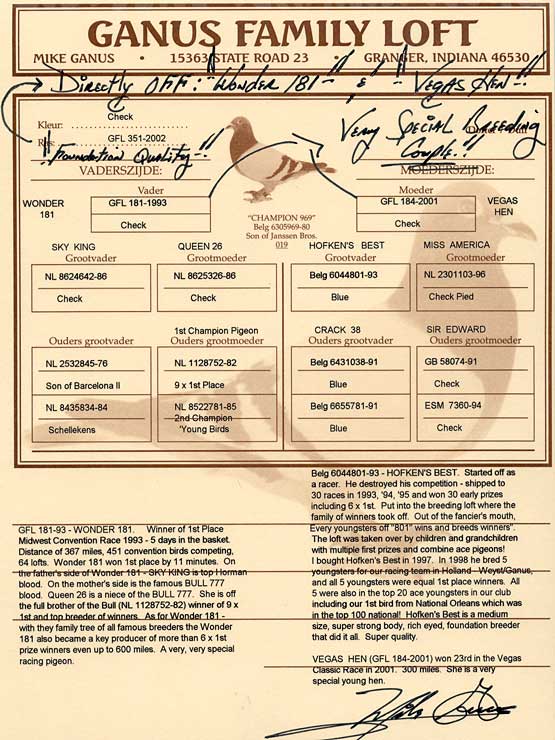 GANUS FAMILY LOFT
MIKE GANUS • 15363 STATE ROAD 23 • GRANGER, INDIANA 46530
DIRECTLY OFF: "WONDER 181-" & "- VEGAS HEN"!!
Check
Kleur:
GFL 351-2002
"Foundation Quality-"
VERY SPECIAL BREEDING
COUPLE!!
VADERSZIJDE:
MOEDERSZIJDE:
Vader
Moeder
WONDER
181
GFL 181-1993
Check
GFL 184-2001
Check
VEGAS
HEN
"CHAMPION 969"
Belg 6305969-80
Son of Janssen Bros.
019
SKY KING
QUEEN 26
HOFKEN'S BEST
MISS AMERICA
Grootvader
Grootmoeder
Grootvader
Grootmoeder
NL 8624642-86
NL 8625326-86
Belg 6044801-93
NL 2301103-96
Check
Check
Blue
Check Pied
1st Champion Pigeon
CRACK 38
SIR EDWARD
Ouders grootvader
Ouders grootmoeder
Ouders grootvader
Ouders grootmoeder
NL 2532845-76
NL 1128752-82
Belg 6431038-91
GB 58074-91
Son of Barcelona II
9 x 1st Place
Blue
Check
NL 8435834-84
NL 8522781-85
Belg 6655781-91
ESM 7360-94
Schellekens
2nd Champion
'Young Birds
Blue
Check
GFL 181-93 - WONDER 181. Winner of 1st Place
Midwest Convention Race 1993 - 5 days in the basket.
Distance of 367 miles, 451 convention birds competing,
64 lofts. Wonder 181 won 1st place by 11 minutes. On
the father's side of Wonder 181 - SKY KING is top Horman
blood. On the mother's side is the famous BULL 777
blood. Queen 26 is a niece of the BULL 777. She is off
the full brother of the Bull (NL 1128752-82) winner of 9 x
1st and top breeder of winners. As for Wonder 181 -
with they family tree of all famous breeders the Wonder
181 also became a key producer of more than 6 x 1st
prize winners even up to 600 miles. A very, very special
racing pigeon.
Belg 6044801-93 - HOFKEN'S BEST. Started off as
a racer. He destroyed his competition - shipped to
30 races in 1993, '94, '95 and won 30 early prizes
including 6 x 1st. Put into the breeding loft where the
family of winners took off. Out of the fancier's mouth,
Every youngsters off "801" wins and breeds winners".
The loft was taken over by children and grandchildren
with multiple first prizes and combine ace pigeons!
I bought Hofken's Best in 1997. In 1998 he bred 5
youngsters for our racing team in Holland - Weyst/Ganus,
and all 5 youngsters were equal 1st place winners. All
5 were also in the top 20 ace youngsters in our club
including our 1st bird from National Orleans which was
in the top 100 national! Hofken's Best is a medium
size, super strong body, rich eyed, foundation breeder
that did it all. Super quality.
VEGAS HEN (GFL 184-2001) won 23rd in the Vegas
Classic Race in 2001. 300 miles. She is a very
special young hen.